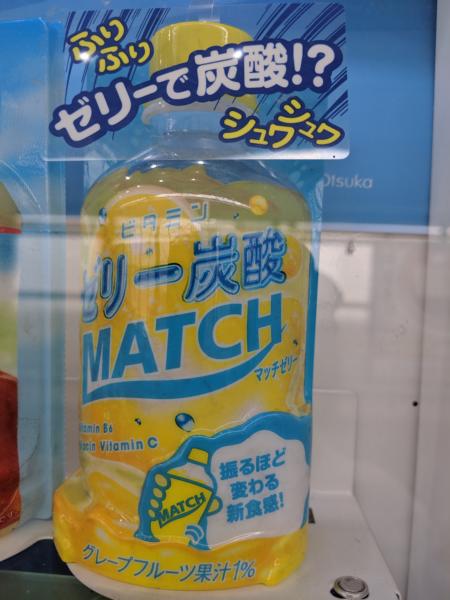 ふりふり
ゼリーで炭酸!?
シュワシュワ
Otsuka
ビタミン
ゼリー炭酸
MATCH
マッチゼリー
Vitamin B6
Niacin Vitamin C
振るほど
変わる
新食感!
MATCH
グレープフルーツ果汁1%